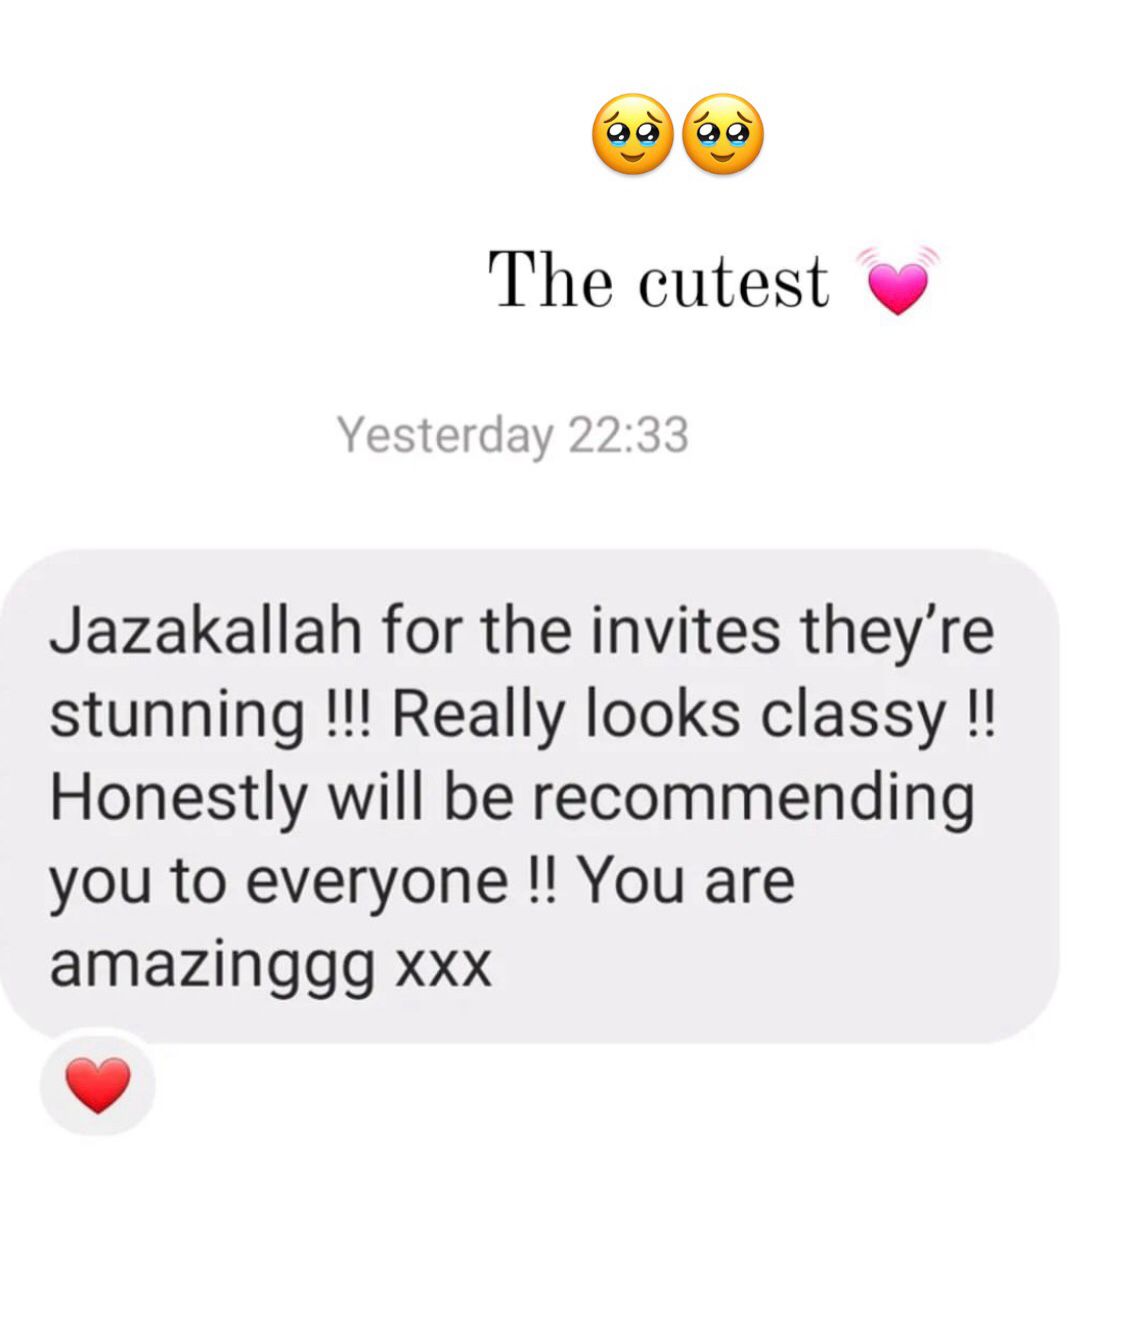 🥹🥹
The cutest 💓
Yesterday 22:33
Jazakallah for the invites they’re
stunning !!! Really looks classy !!
Honestly will be recommending
you to everyone !! You are
amazinggg xxx
❤️